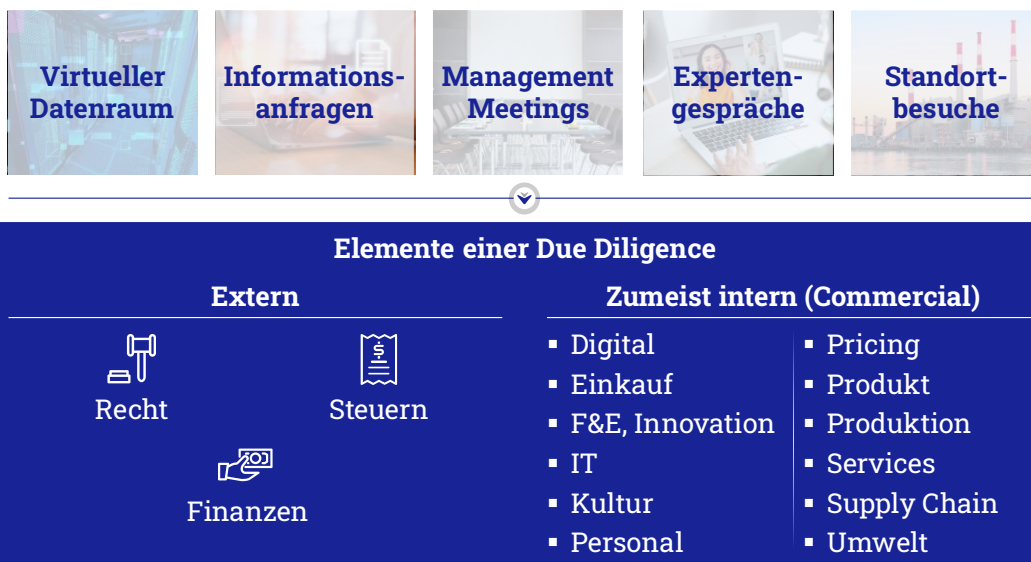 Virtueller
Datenraum
Informations-
anfragen
Management
Meetings
Experten-
gespräche
Standort-
besuche
Elemente einer Due Diligence
Extern
Recht
Steuern
Finanzen
Zumeist intern (Commercial)
▪ Digital
▪ Einkauf
▪ F&E, Innovation
▪ IT
▪ Kultur
▪ Personal
▪ Pricing
▪ Produkt
▪ Produktion
▪ Services
▪ Supply Chain
▪ Umwelt